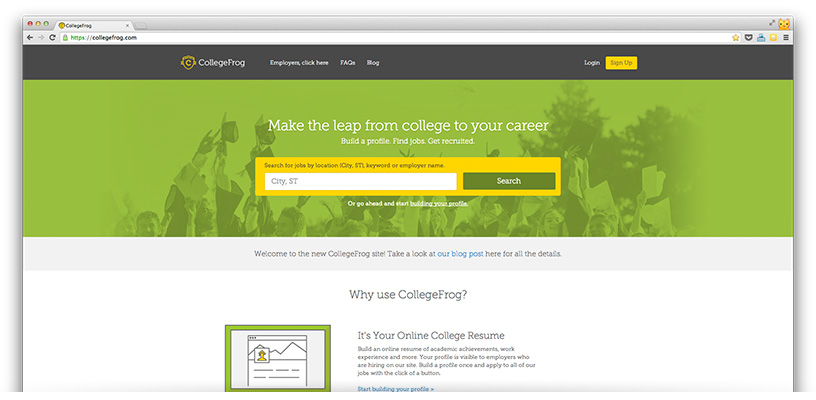 CollegeFrog
https://collegefrog.com
C CollegeFrog
Employers, click here FAQs Blog
Login Sign Up
Make the leap from college to your career
Build a profile. Find jobs. Get recruited.
Search for jobs by location (City, ST), keyword or employer name.
City, ST Search
Or go ahead and start building your profile.
Welcome to the new CollegeFrog site! Take a look at our blog post here for all the details.
Why use CollegeFrog?
It's Your Online College Resume
Build an online resume of academic achievements, work
experience and more. Your profile is visible to employers who
are hiring on our site. Build a profile once and apply to all of our
jobs with the click of a button.
Start building your profile >